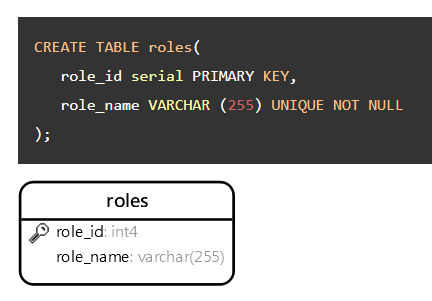 CREATE TABLE roles(
role_id serial PRIMARY KEY,
role_name VARCHAR (255) UNIQUE NOT NULL
);
roles
role_id: int4
role_name: varchar(255)